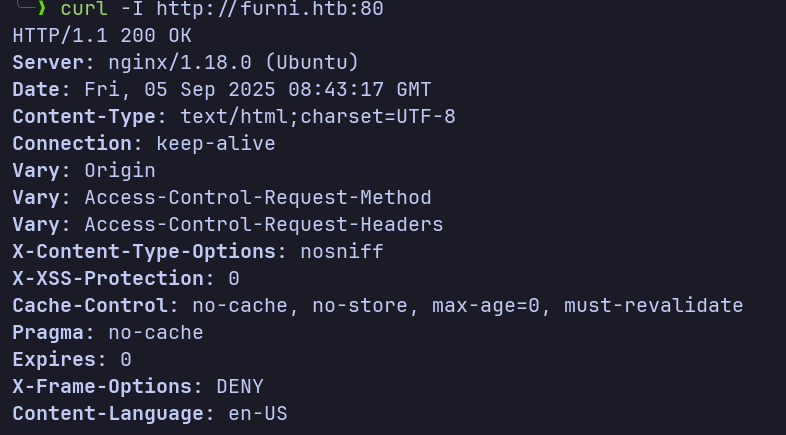 curl -I http://furni.htb:80
HTTP/1.1 200 OK
Server: nginx/1.18.0 (Ubuntu)
Date: Fri, 05 Sep 2025 08:43:17 GMT
Content-Type: text/html;charset=UTF-8
Connection: keep-alive
Vary: Origin
Vary: Access-Control-Request-Method
Vary: Access-Control-Request-Headers
X-Content-Type-Options: nosniff
X-XSS-Protection: 0
Cache-Control: no-cache, no-store, max-age=0, must-revalidate
Pragma: no-cache
Expires: 0
X-Frame-Options: DENY
Content-Language: en-US